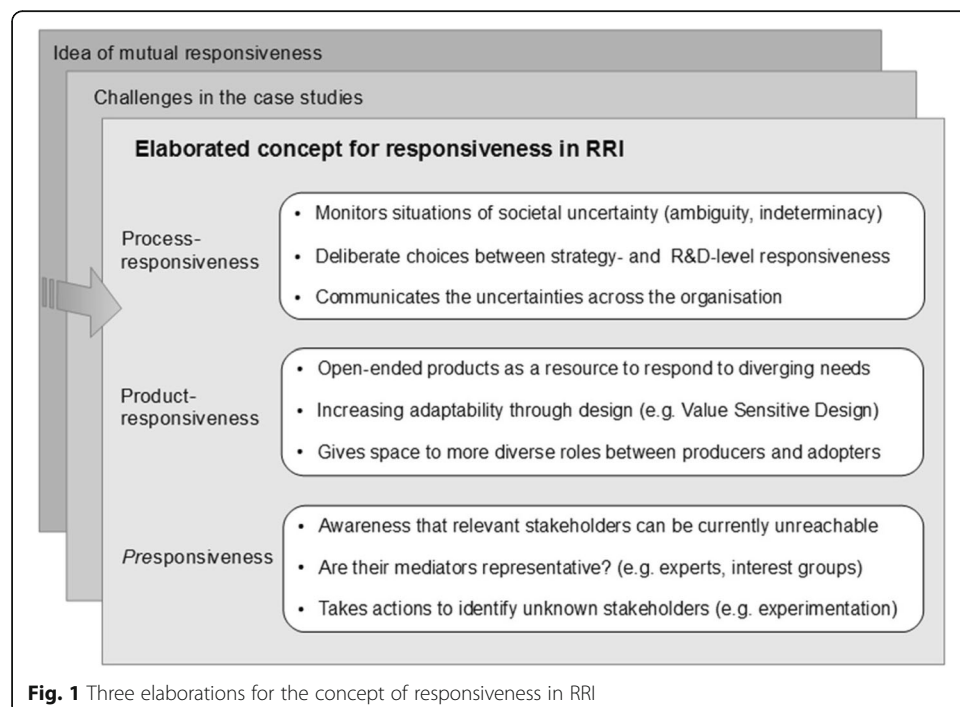 Idea of mutual responsiveness
Challenges in the case studies
Elaborated concept for responsiveness in RRI
Process-
responsiveness
• Monitors situations of societal uncertainty (ambiguity, indeterminacy)
• Deliberate choices between strategy- and R&D-level responsiveness
• Communicates the uncertainties across the organisation
Product-
responsiveness
• Open-ended products as a resource to respond to diverging needs
• Increasing adaptability through design (e.g. Value Sensitive Design)
• Gives space to more diverse roles between producers and adopters
Presponsiveness
• Awareness that relevant stakeholders can be currently unreachable
• Are their mediators representative? (e.g. experts, interest groups)
• Takes actions to identify unknown stakeholders (e.g. experimentation)
Fig. 1 Three elaborations for the concept of responsiveness in RRI